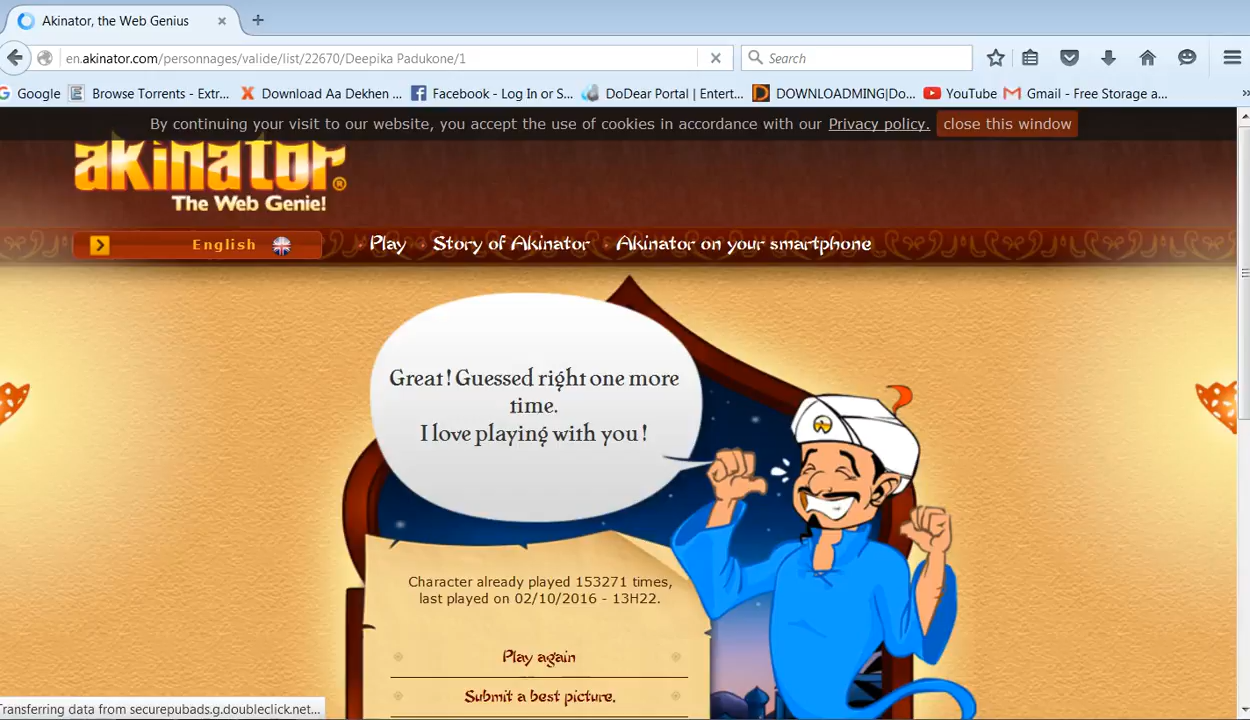 Akinator, the Web Genius
en.akinator.com/personnages/valide/list/22670/Deepika Padukone/1
Search
Google
Browse Torrents - Extr...
Download Aa Dekhen ...
Facebook - Log In or S...
DoDear Portal | Entert...
DOWNLOADMING|Do...
YouTube
Gmail - Free Storage a...
By continuing your visit to our website, you accept the use of cookies in accordance with our Privacy policy. close this window
akinator®
The Web Genie!
English
Play
Story of Akinator
Akinator on your smartphone
Great! Guessed right one more
time.
I love playing with you!
Character already played 153271 times,
last played on 02/10/2016 - 13H22.
Play again
Submit a best picture.
Transferring data from securepubads.g.doubleclick.net...